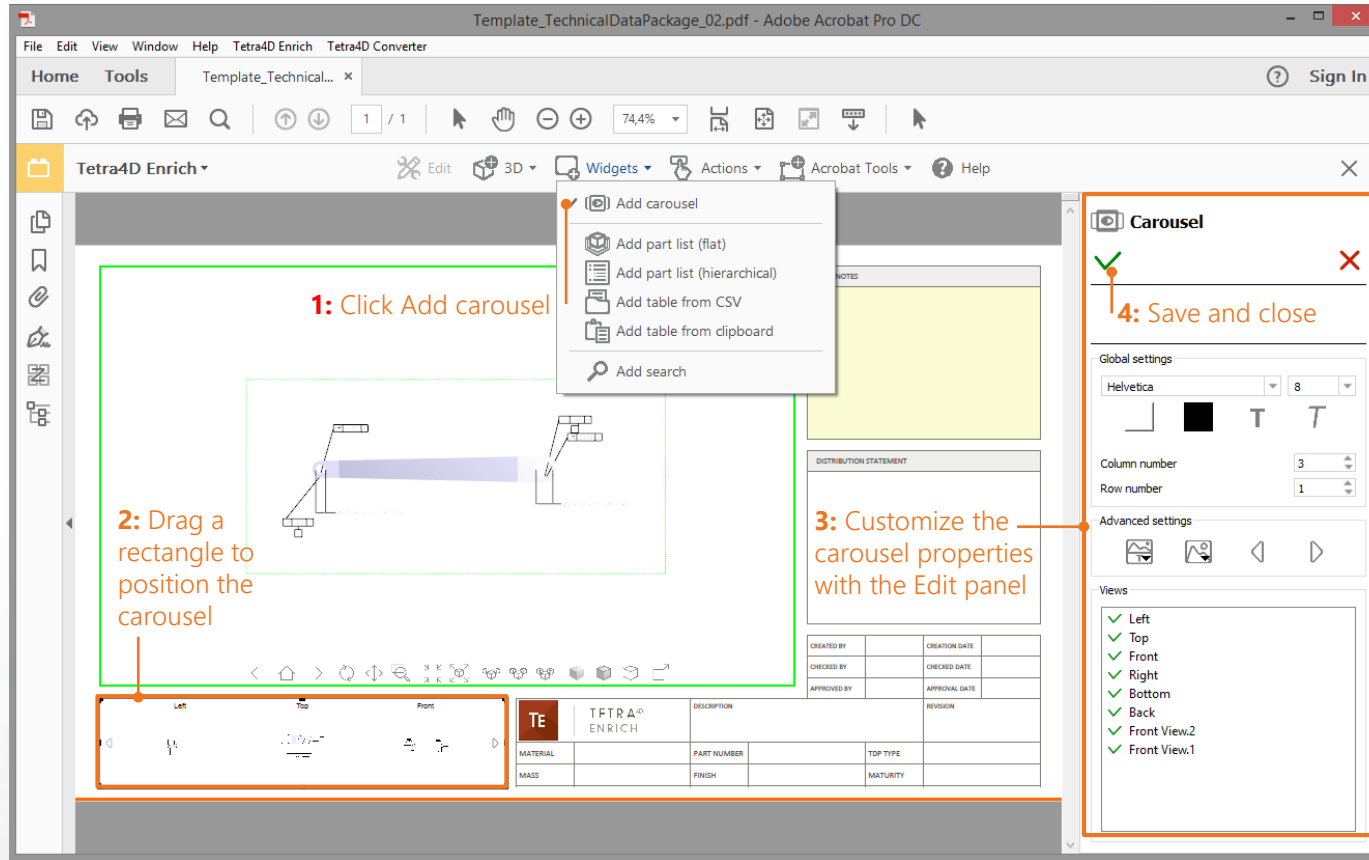 Template_TechnicalDataPackage_02.pdf - Adobe Acrobat Pro DC
File Edit View Window Help Tetra4D Enrich Tetra4D Converter
Home Tools Template_Technical... × Sign In
1 / 1 74,4%
Tetra4D Enrich Edit 3D Widgets Actions Acrobat Tools Help
Add carousel
Add part list (flat)
Add part list (hierarchical)
Add table from CSV
Add table from clipboard
Add search
1: Click Add carousel
2: Drag a
rectangle to
position the
carousel
NOTES
DISTRIBUTION STATEMENT
3: Customize the
carousel properties
with the Edit panel
CREATED BY CREATION DATE
CHECKED BY CHECKED DATE
APPROVED BY APPROVAL DATE
Left Top Front
TE TETRA4D
ENRICH
DESCRIPTION REVISION
MATERIAL PART NUMBER TDP TYPE
MASS FINISH MATURITY
Carousel
4: Save and close
Global settings
Helvetica 8
T T
Column number 3
Row number 1
Advanced settings
Views
Left
Top
Front
Right
Bottom
Back
Front View.2
Front View.1